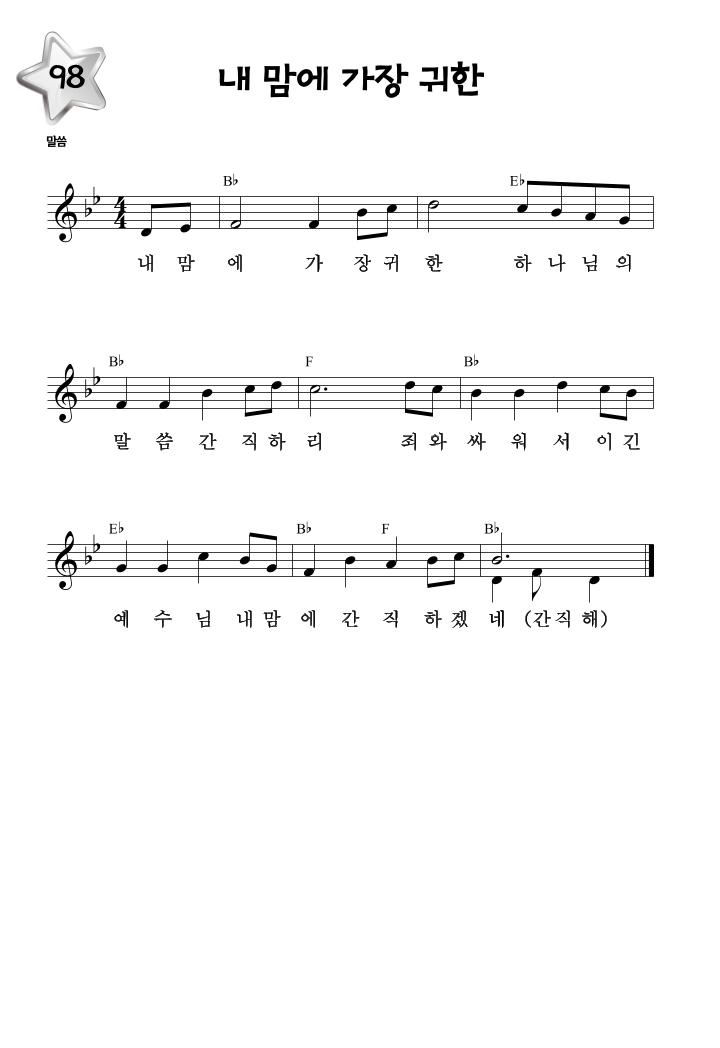 98
내 맘에 가장 귀한
말씀
B♭ E♭
4
4
내 맘 에 가 장 귀 한 하 나 님 의
B♭ F B♭
말 씀 간 직 하 리 죄 와 싸 워 서 이 긴
E♭ B♭ F B♭
예 수 님 내 맘 에 간 직 하 겠 네 (간 직 해)